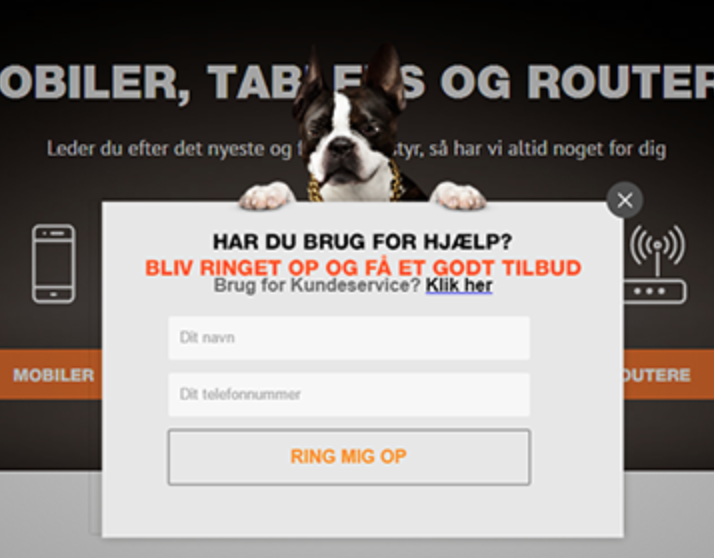 OBILER, TAB E S OG ROUTER
Leder du efter det nyeste og f styr, så har vi altid noget for dig
HAR DU BRUG FOR HJÆLP?
BLIV RINGET OP OG FÅ ET GODT TILBUD
Brug for Kundeservice? Klik her
Dit navn
Dit telefonnummer
RING MIG OP
MOBILER
OUTERE